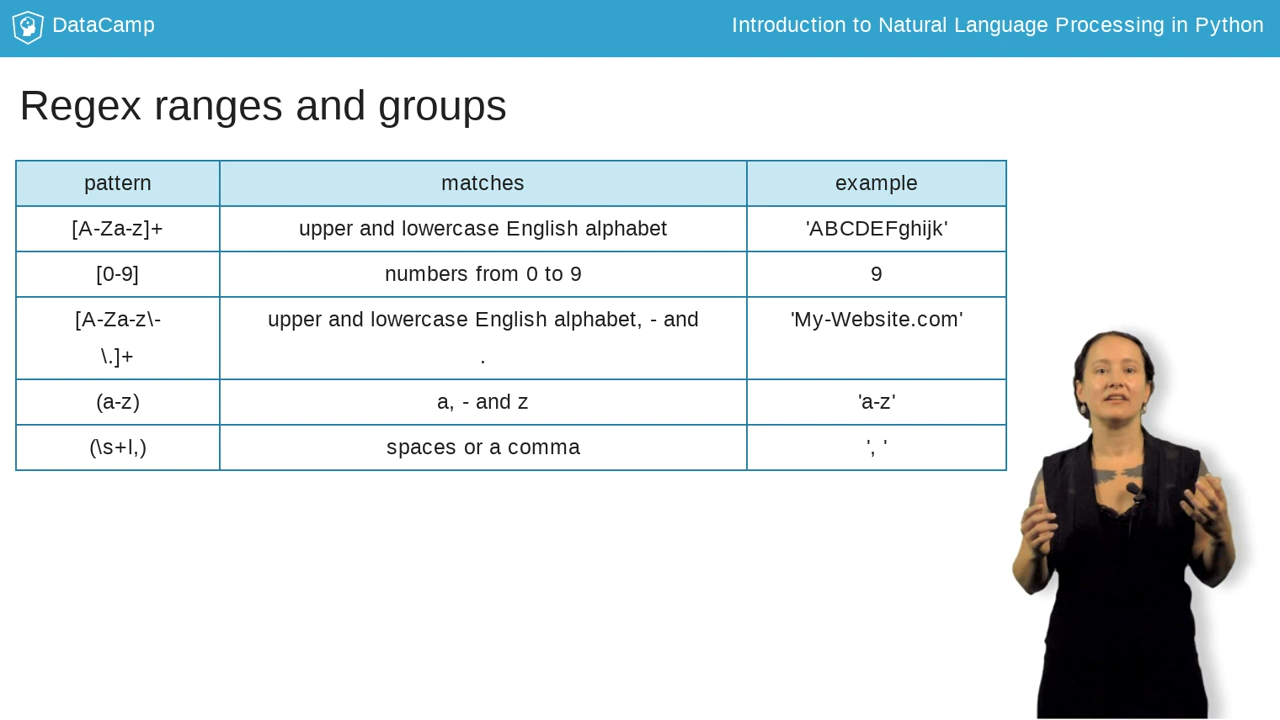 DataCamp
Introduction to Natural Language Processing in Python
Regex ranges and groups
pattern matches example
[A-Za-z]+ upper and lowercase English alphabet 'ABCDEFghijk'
[0-9] numbers from 0 to 9 9
[A-Za-z\- upper and lowercase English alphabet, - and 'My-Website.com'
\.]+ .
(a-z) a, - and z 'a-z'
(\s+l,) spaces or a comma ', '